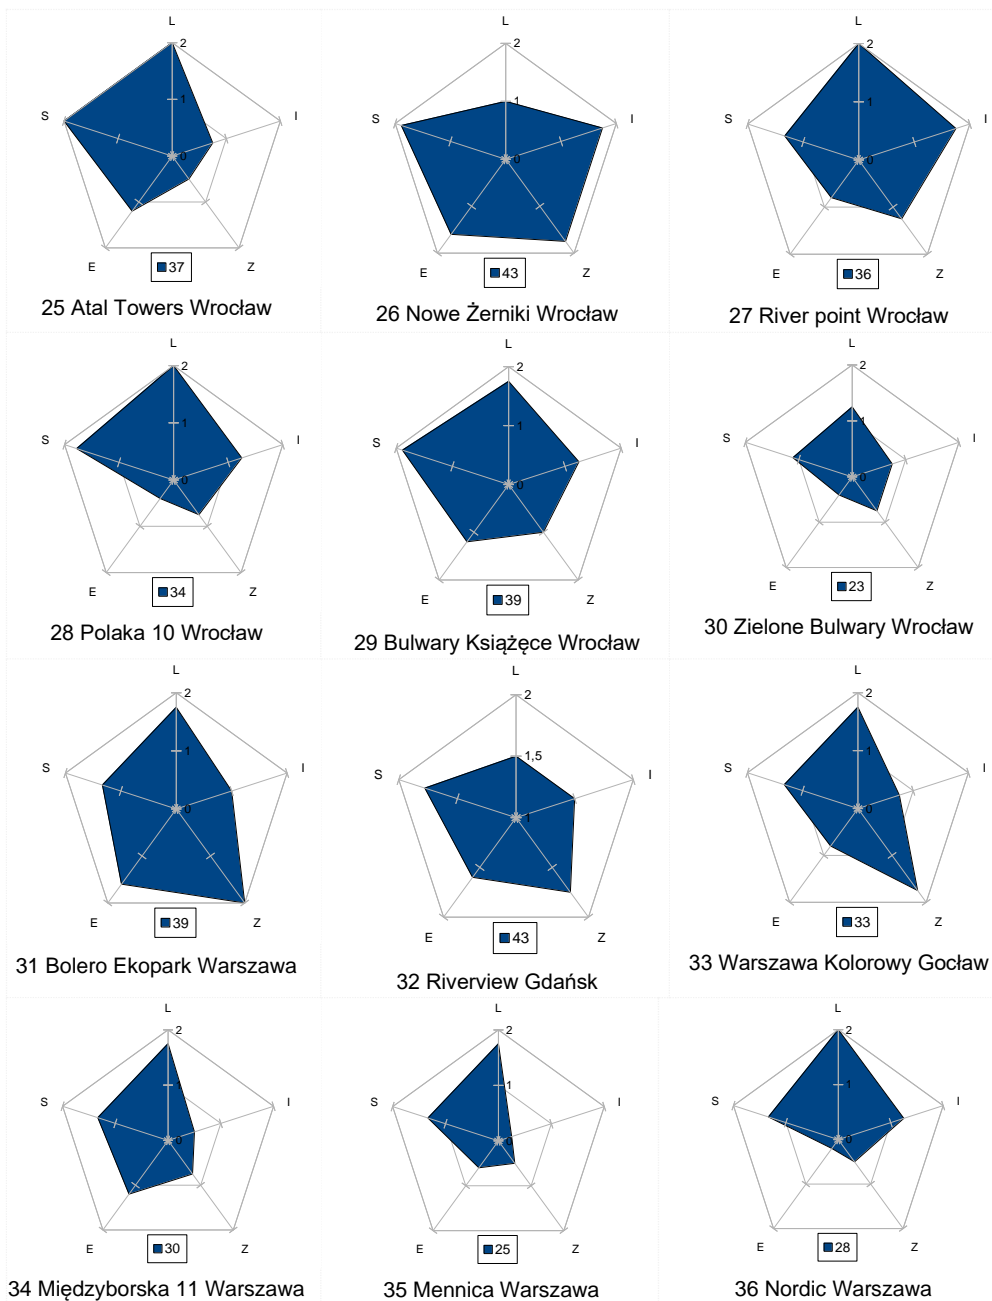 L
2
1
0
S
I
E
Z
37
25 Atal Towers Wrocław
L
2
1
0
S
I
E
Z
43
26 Nowe Żerniki Wrocław
L
2
1
0
S
I
E
Z
36
27 River point Wrocław
L
2
1
0
S
I
E
Z
34
28 Polaka 10 Wrocław
L
2
1
0
S
I
E
Z
39
29 Bulwary Książęce Wrocław
L
2
1
0
S
I
E
Z
23
30 Zielone Bulwary Wrocław
L
2
1
0
S
I
E
Z
39
31 Bolero Ekopark Warszawa
L
2
1,5
1
S
I
E
Z
43
32 Riverview Gdańsk
L
2
1
0
S
I
E
Z
33
33 Warszawa Kolorowy Gocław
L
2
1
0
S
I
E
Z
30
34 Międzyborska 11 Warszawa
L
2
1
0
S
I
E
Z
25
35 Mennica Warszawa
L
2
1
0
S
I
E
Z
28
36 Nordic Warszawa